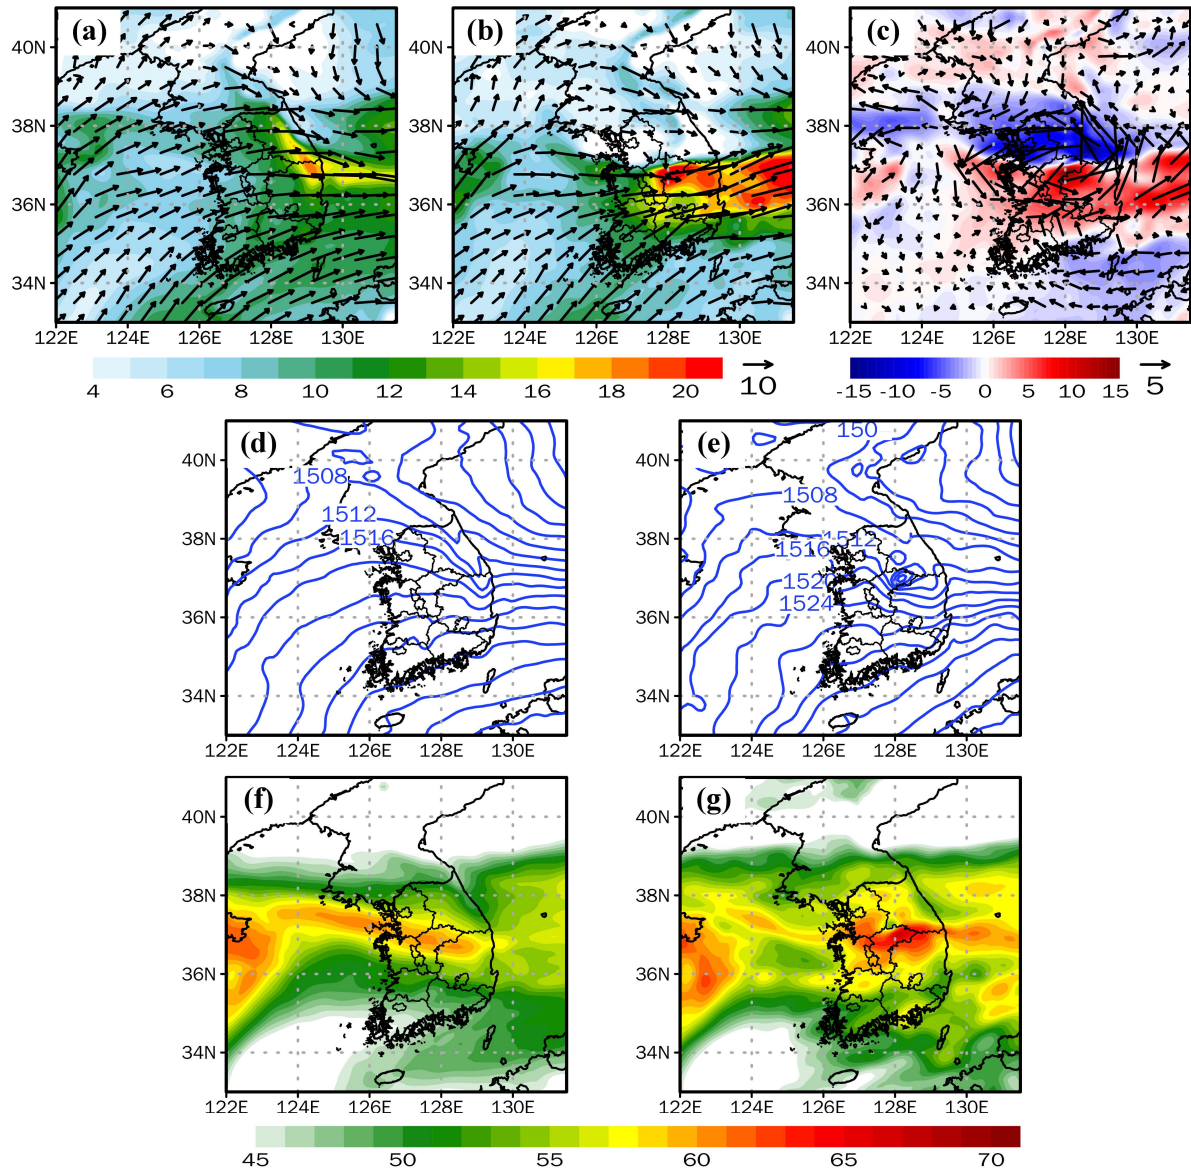 (a) (b) (c)
40N 40N 40N
38N 38N 38N
36N 36N 36N
34N 34N 34N
122E 124E 126E 128E 130E 122E 124E 126E 128E 130E 122E 124E 126E 128E 130E
4 6 8 10 12 14 16 18 20 10 -15 -10 -5 0 5 10 15 5
(d) (e)
150
40N 40N
1508 1508
1512
38N 1516 38N 1512
1516
1520
1524
36N 36N
34N 34N
122E 124E 126E 128E 130E 122E 124E 126E 128E 130E
(f) (g)
40N 40N
38N 38N
36N 36N
34N 34N
122E 124E 126E 128E 130E 122E 124E 126E 128E 130E
45 50 55 60 65 70